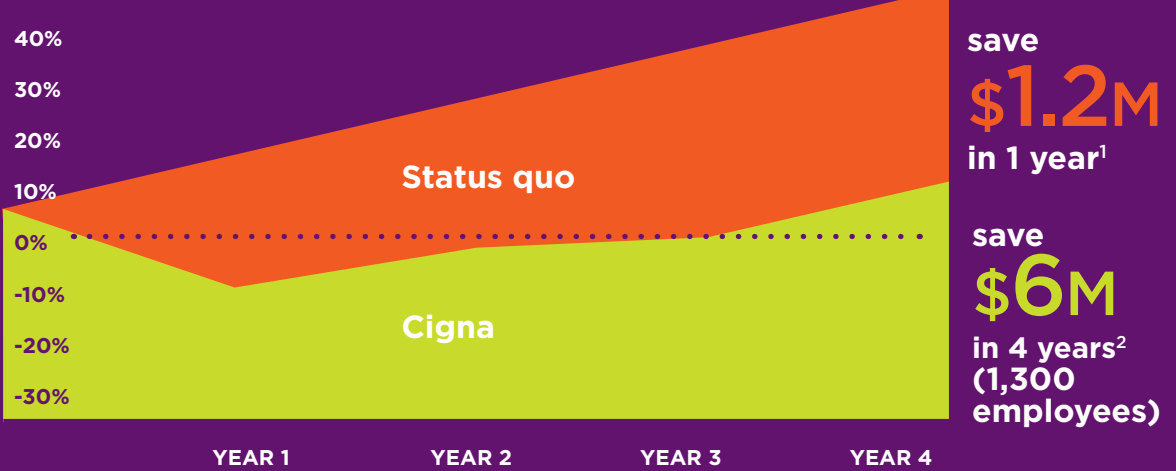 40%
30%
20%
10%
0%
-10%
-20%
-30%
Status quo
Cigna
YEAR 1
YEAR 2
YEAR 3
YEAR 4
save
$1.2M
in 1 year¹
save
$6M
in 4 years²
(1,300
employees)